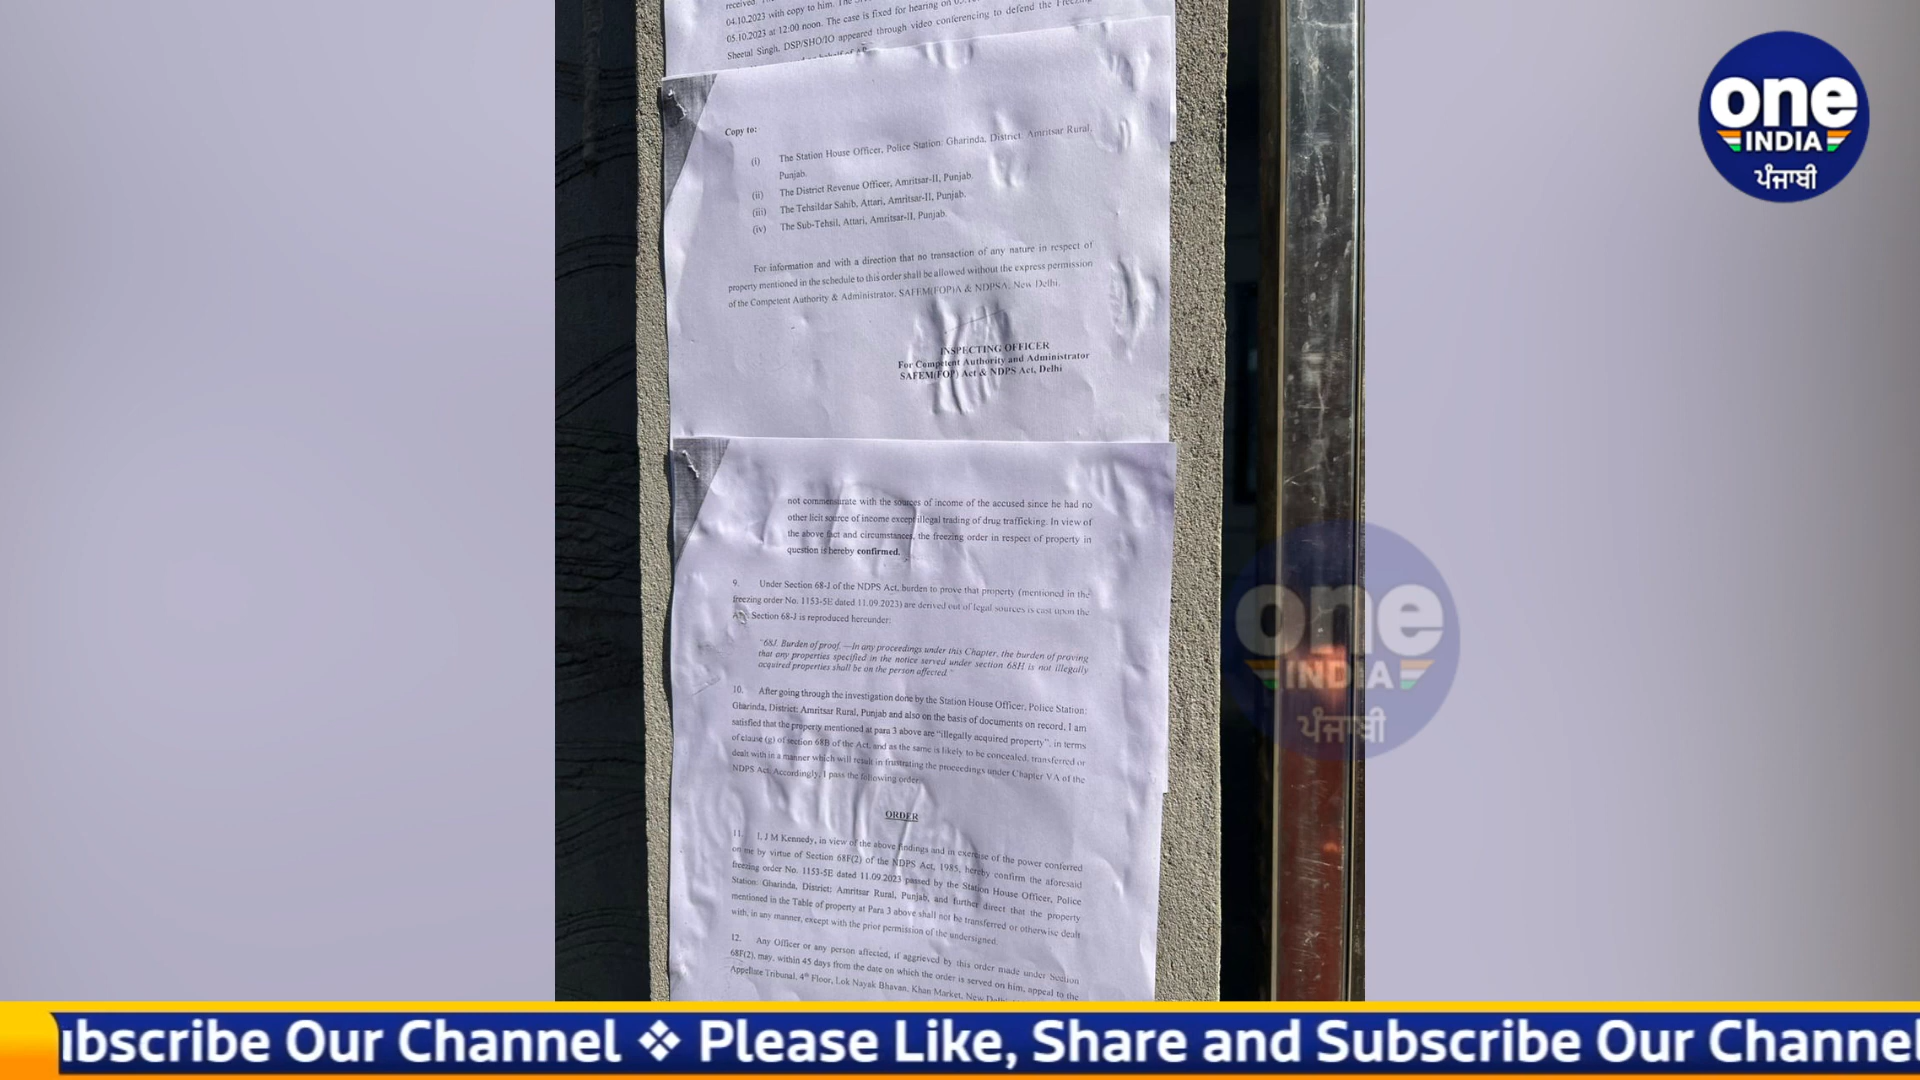 04.10.2023 with copy to him. The
05.10.2023 at 12:00 noon. The case is fixed for hearing on
Sheetal Singh, DSP/SHO/IO appeared through video conferencing to defend the
Copy to:
(i) The Station House Officer, Police Station: Gharinda, District: Amritsar Rural,
Punjab.
(ii) The District Revenue Officer, Amritsar-II, Punjab.
(iii) The Tehsildar Sahib, Attari, Amritsar-II, Punjab.
(iv) The Sub-Tehsil, Attari, Amritsar-II, Punjab.
For information and with a direction that no transaction of any nature in respect of
property mentioned in the schedule to this order shall be allowed without the express permission
of the Competent Authority & Administrator, SAFEM(FOP)A & NDPSA, New Delhi.
INSPECTING OFFICER
For Competent Authority and Administrator
SAFEM(FOP) Act & NDPS Act, Delhi
not commensurate with the sources of income of the accused since he had no
other licit source of income except illegal trading of drug trafficking. In view of
the above fact and circumstances, the freezing order in respect of property in
question is hereby confirmed.
9. Under Section 68-J of the NDPS Act, burden to prove that property (mentioned in the
freezing order No. 1153-5E dated 11.09.2023) are derived out of legal sources is cast upon the
Section 68-J is reproduced hereunder:
"68J. Burden of proof. —In any proceedings under this Chapter, the burden of proving
that any properties specified in the notice served under section 68H is not illegally
acquired properties shall be on the person affected."
10. After going through the investigation done by the Station House Officer, Police Station:
Gharinda, District: Amritsar Rural, Punjab and also on the basis of documents on record, I am
satisfied that the property mentioned at para 3 above are "illegally acquired property", in terms
of clause (g) of section 68B of the Act, and as the same is likely to be concealed, transferred or
dealt with in a manner which will result in frustrating the proceedings under Chapter VA of the
NDPS Act. Accordingly, I pass the following order.
ORDER
11. I, J M Kennedy, in view of the above findings and in exercise of the power conferred
on me by virtue of Section 68F(2) of the NDPS Act, 1985, hereby confirm the aforesaid
freezing order No. 1153-5E dated 11.09.2023 passed by the Station House Officer, Police
Station: Gharinda, District: Amritsar Rural, Punjab, and further direct that the property
mentioned in the Table of property at Para 3 above shall not be transferred or otherwise dealt
with, in any manner, except with the prior permission of the undersigned.
12. Any Officer or any person affected, if aggrieved by this order made under Section
68F(2), may, within 45 days from the date on which the order is served on him, appeal to the
Appellate Tribunal, 4th Floor, Lok Nayak Bhavan, Khan Market, New
one
INDIA
ਪੰਜਾਬੀ
one
INDIA
ਪੰਜਾਬੀ
ubscribe Our Channel ❖ Please Like, Share and Subscribe Our Channel